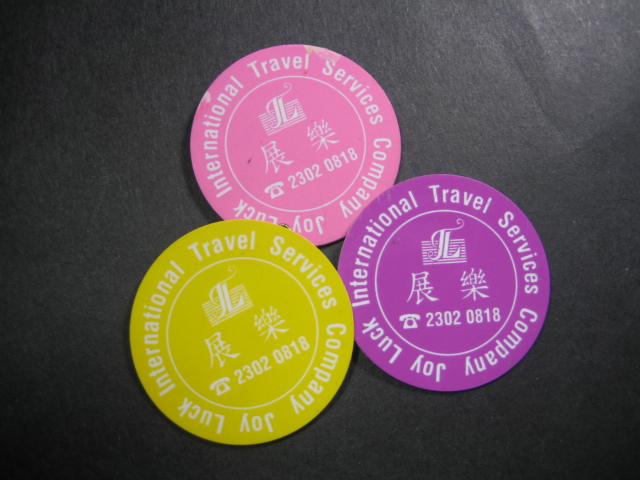 Joy Luck International Travel Services Company
JL
展樂
☎ 2302 0818
Joy Luck International Travel Services Company
JL
展樂
☎ 2302 0818
Joy Luck International Travel Services Company
JL
展樂
☎ 2302 0818